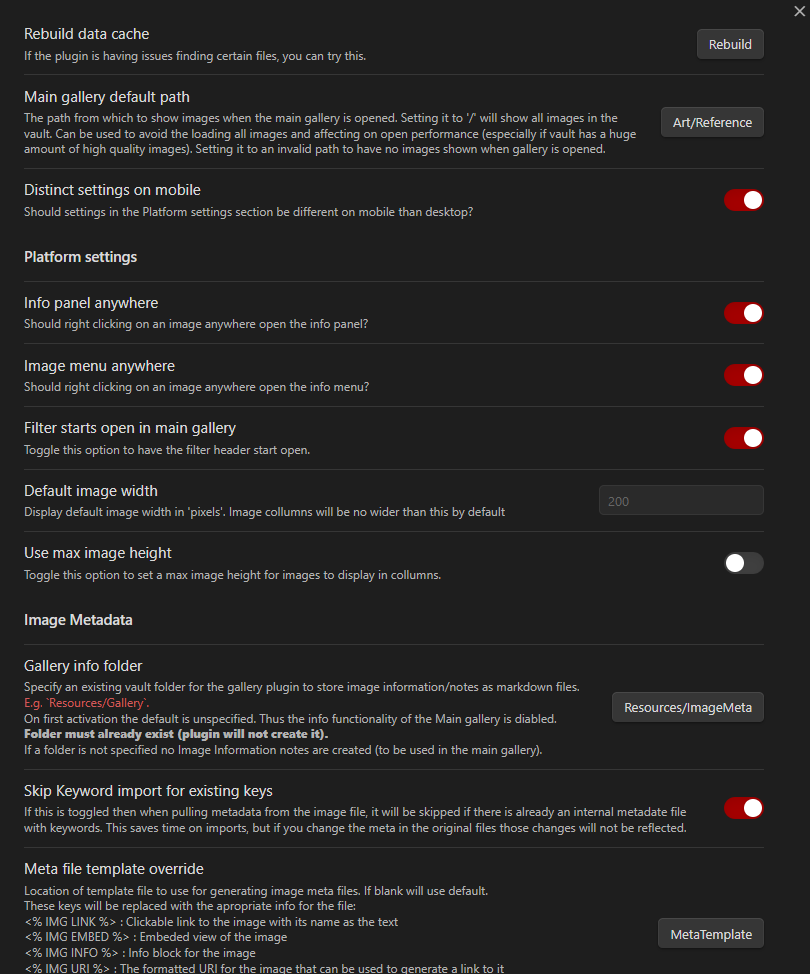 Rebuild data cache
If the plugin is having issues finding certain files, you can try this.
Rebuild
Main gallery default path
The path from which to show images when the main gallery is opened. Setting it to '/' will show all images in the
vault. Can be used to avoid the loading all images and affecting on open performance (especially if vault has a huge
amount of high quality images). Setting it to an invalid path to have no images shown when gallery is opened.
Art/Reference
Distinct settings on mobile
Should settings in the Platform settings section be different on mobile than desktop?
Platform settings
Info panel anywhere
Should right clicking on an image anywhere open the info panel?
Image menu anywhere
Should right clicking on an image anywhere open the info menu?
Filter starts open in main gallery
Toggle this option to have the filter header start open.
Default image width
Display default image width in 'pixels'. Image collumns will be no wider than this by default
200
Use max image height
Toggle this option to set a max image height for images to display in collumns.
Image Metadata
Gallery info folder
Specify an existing vault folder for the gallery plugin to store image information/notes as markdown files.
E.g. `Resources/Gallery`.
On first activation the default is unspecified. Thus the info functionality of the Main gallery is diabled.
Folder must already exist (plugin will not create it).
If a folder is not specified no Image Information notes are created (to be used in the main gallery).
Resources/ImageMeta
Skip Keyword import for existing keys
If this is toggled then when pulling metadata from the image file, it will be skipped if there is already an internal metadate file
with keywords. This saves time on imports, but if you change the meta in the original files those changes will not be reflected.
Meta file template override
Location of template file to use for generating image meta files. If blank will use default.
These keys will be replaced with the apropriate info for the file:
<% IMG LINK %> : Clickable link to the image with its name as the text
<% IMG EMBED %> : Embeded view of the image
<% IMG INFO %> : Info block for the image
<% IMG URI %> : The formatted URI for the image that can be used to generate a link to it
MetaTemplate